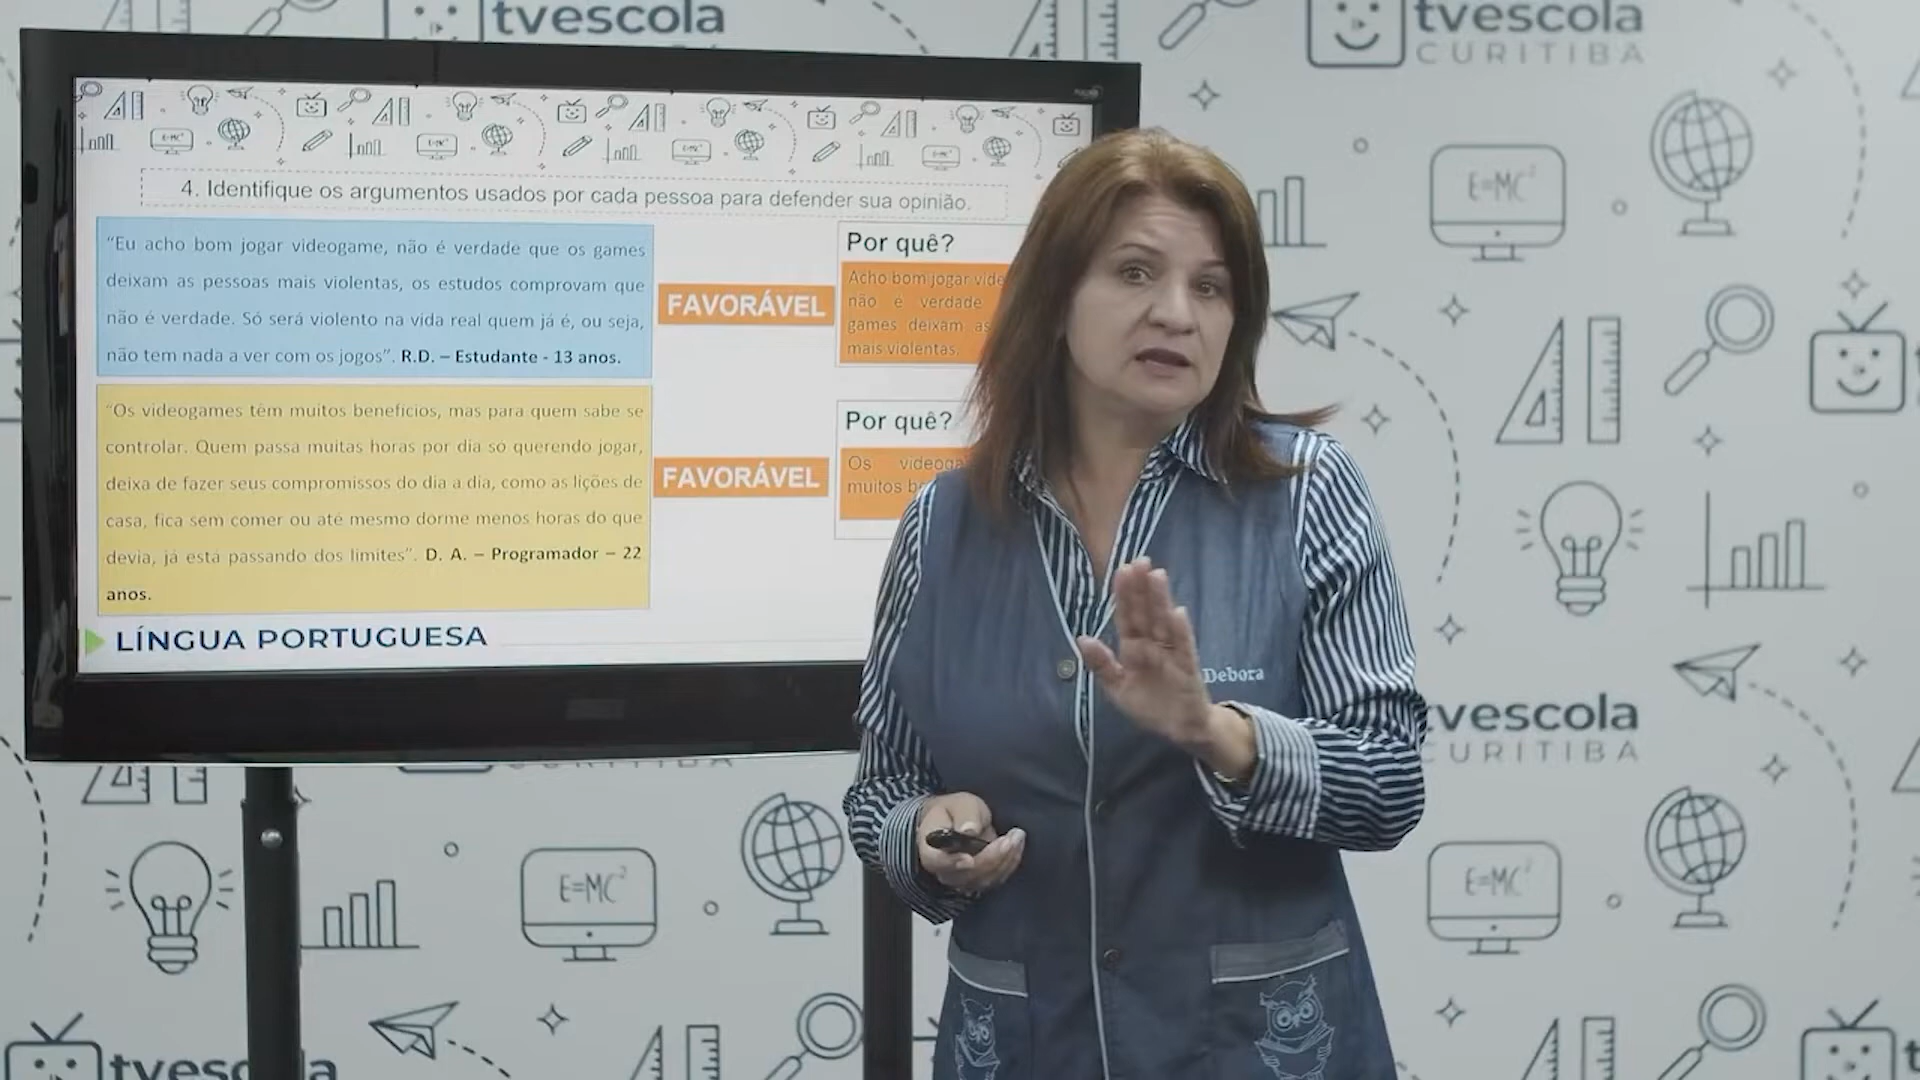 tvescola
tvescola
CURITIBA
4. Identifique os argumentos usados por cada pessoa para defender sua opinião.
“Eu acho bom jogar videogame, não é verdade que os games
deixam as pessoas mais violentas, os estudos comprovam que
não é verdade. Só será violento na vida real quem já é, ou seja,
não tem nada a ver com os jogos”. R.D. – Estudante - 13 anos.
FAVORÁVEL
Por quê?
Acho bom jogar vide
não é verdade
games deixam as
mais violentas.
“Os videogames têm muitos benefícios, mas para quem sabe se
controlar. Quem passa muitas horas por dia só querendo jogar,
deixa de fazer seus compromissos do dia a dia, como as lições de
casa, fica sem comer ou até mesmo dorme menos horas do que
devia, já está passando dos limites”. D. A. – Programador – 22
anos.
FAVORÁVEL
Por quê?
Os videoga
muitos be
LÍNGUA PORTUGUESA
Debora
E=MC²
tvescola
CURITIBA
CURITIBA
E=MC²
E=MC²
tvescola